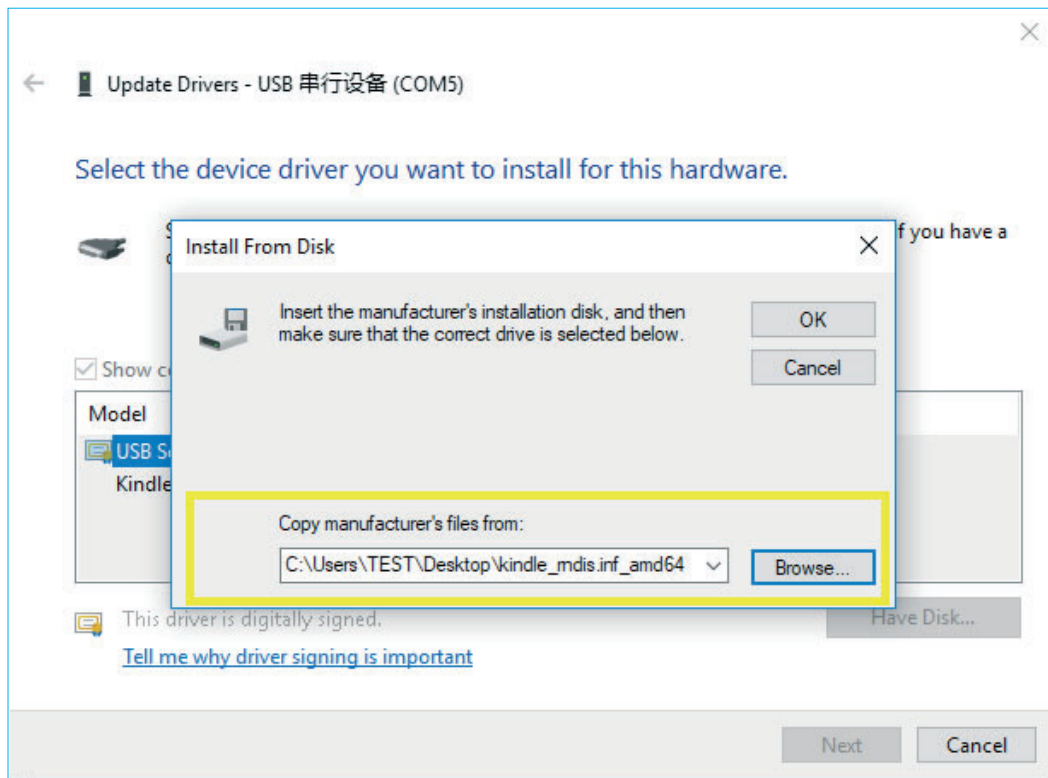 Update Drivers - USB 串行设备 (COM5)
Select the device driver you want to install for this hardware.
f you have a
Install From Disk
Insert the manufacturer's installation disk, and then
make sure that the correct drive is selected below.
OK
Cancel
Show c
Model
USB S
Kindle
Copy manufacturer's files from:
C:\Users\TEST\Desktop\kindle_rndis.inf_amd64
Browse...
This driver is digitally signed.
Have Disk...
Tell me why driver signing is important
Next
Cancel